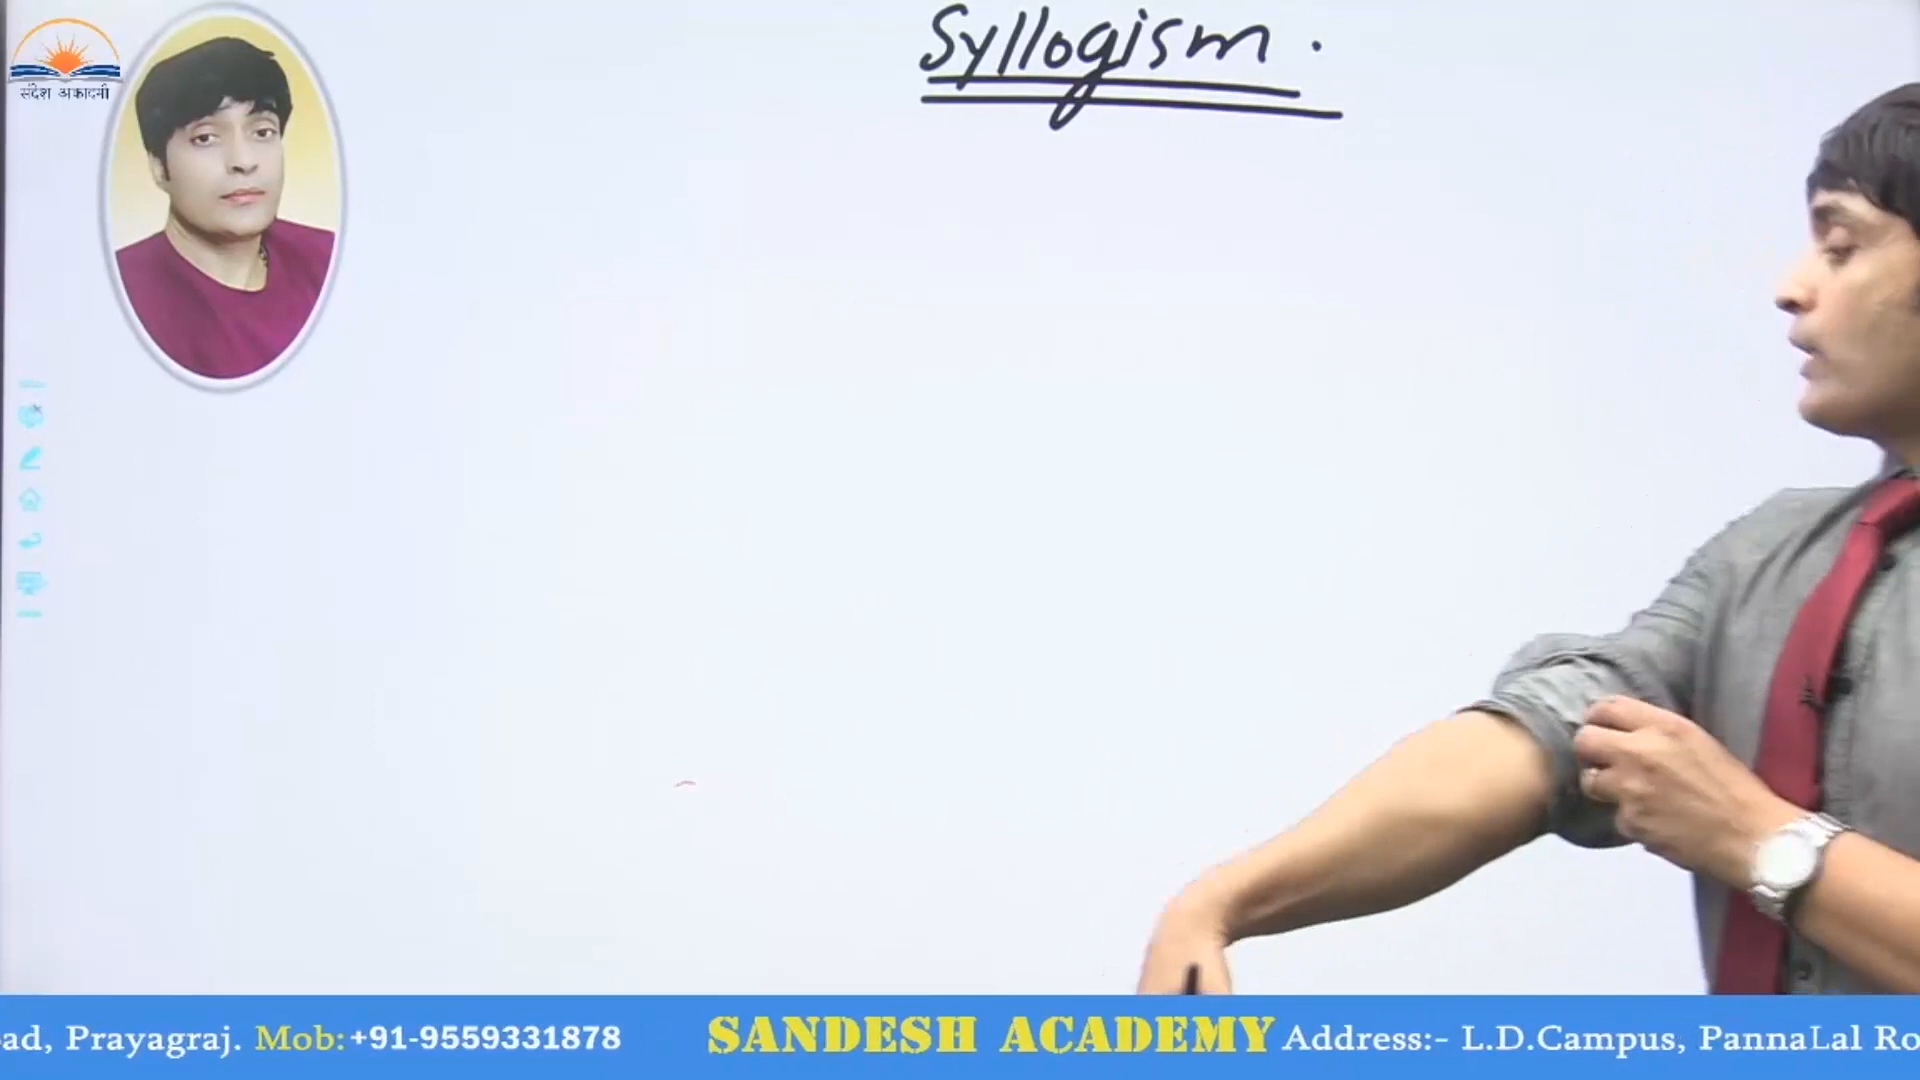 Syllogism .
संदेश अकादमी
ad, Prayagraj. Mob:+91-9559331878 SANDESH ACADEMY Address:- L.D.Campus, PannaLal Ro